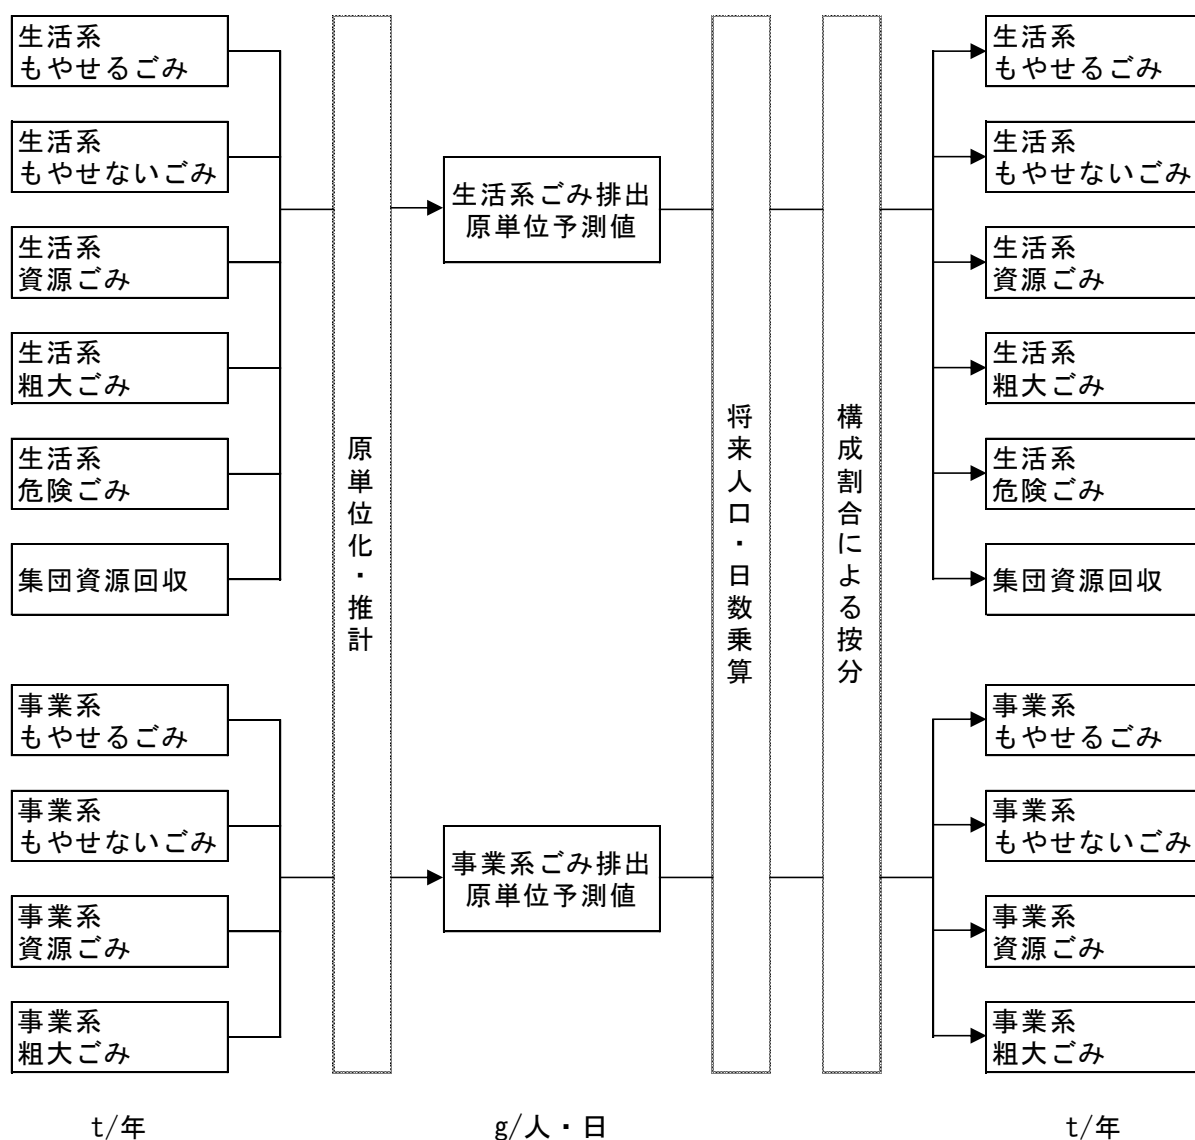 生活系
もやせるごみ
生活系
もやせないごみ
生活系
資源ごみ
生活系
粗大ごみ
生活系
危険ごみ
集団資源回収
事業系
もやせるごみ
事業系
もやせないごみ
事業系
資源ごみ
事業系
粗大ごみ
t/年
原単位化・推計
生活系ごみ排出
原単位予測値
事業系ごみ排出
原単位予測値
g/人・日
将来人口・日数乗算
構成割合による按分
生活系
もやせるごみ
生活系
もやせないごみ
生活系
資源ごみ
生活系
粗大ごみ
生活系
危険ごみ
集団資源回収
事業系
もやせるごみ
事業系
もやせないごみ
事業系
資源ごみ
事業系
粗大ごみ
t/年